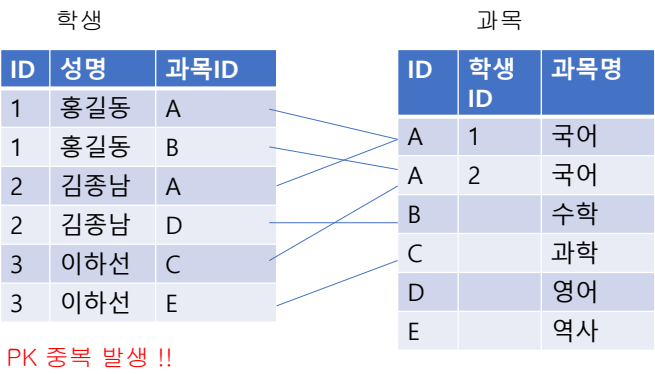 학생
ID 성명 과목ID
1 홍길동 A
1 홍길동 B
2 김종남 A
2 김종남 D
3 이하선 C
3 이하선 E
PK 중복 발생 !!
과목
ID 학생 ID 과목명
A 1 국어
A 2 국어
B 수학
C 과학
D 영어
E 역사